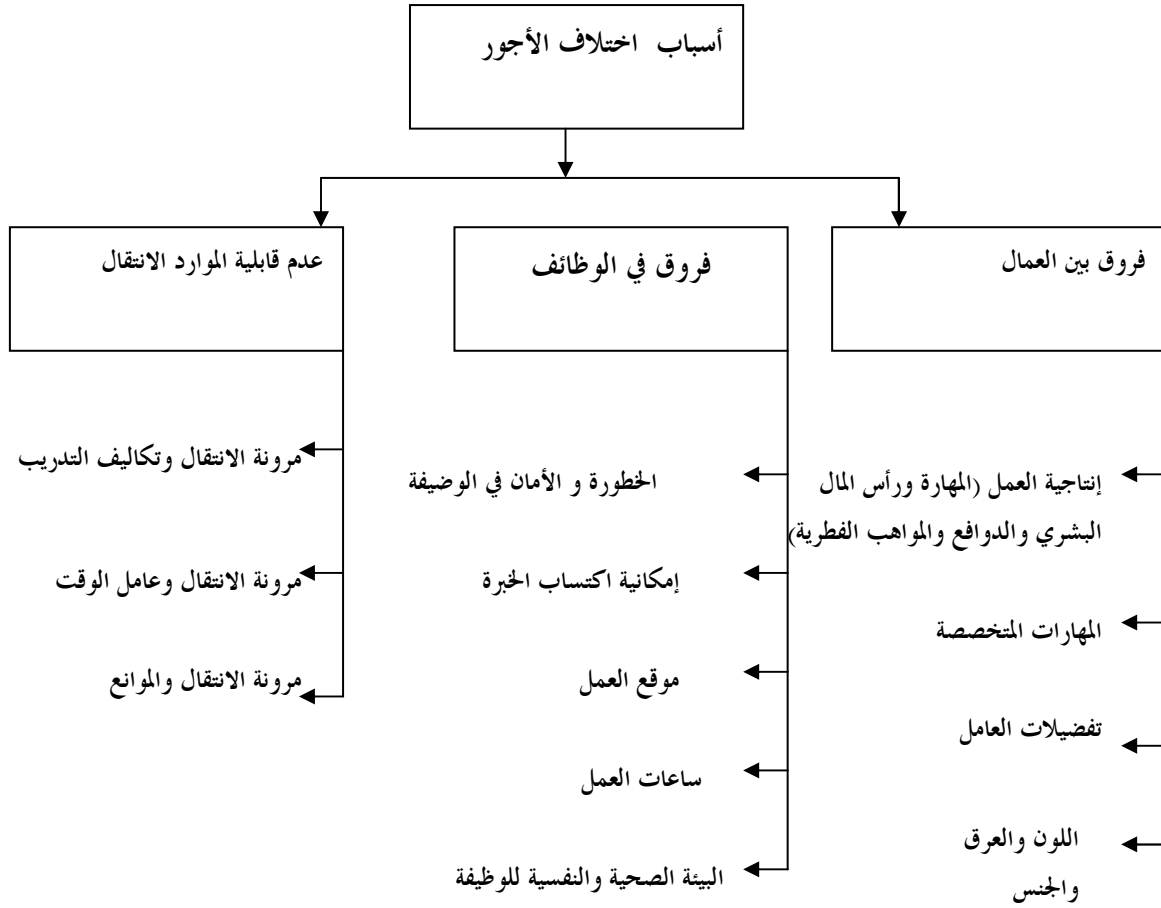 أسباب اختلاف الأجور
فروق بين العمال
إنتاجية العمل (المهارة ورأس المال
البشري والدوافع والمواهب الفطرية)
المهارات المتخصصة
تفضيلات العامل
اللون والعرق
والجنس
فروق في الوظائف
الخطورة و الأمان في الوضيفة
إمكانية اكتساب الخبرة
موقع العمل
ساعات العمل
البيئة الصحية والنفسية للوظيفة
عدم قابلية الموارد الانتقال
مرونة الانتقال وتكاليف التدريب
مرونة الانتقال وعامل الوقت
مرونة الانتقال والموانع